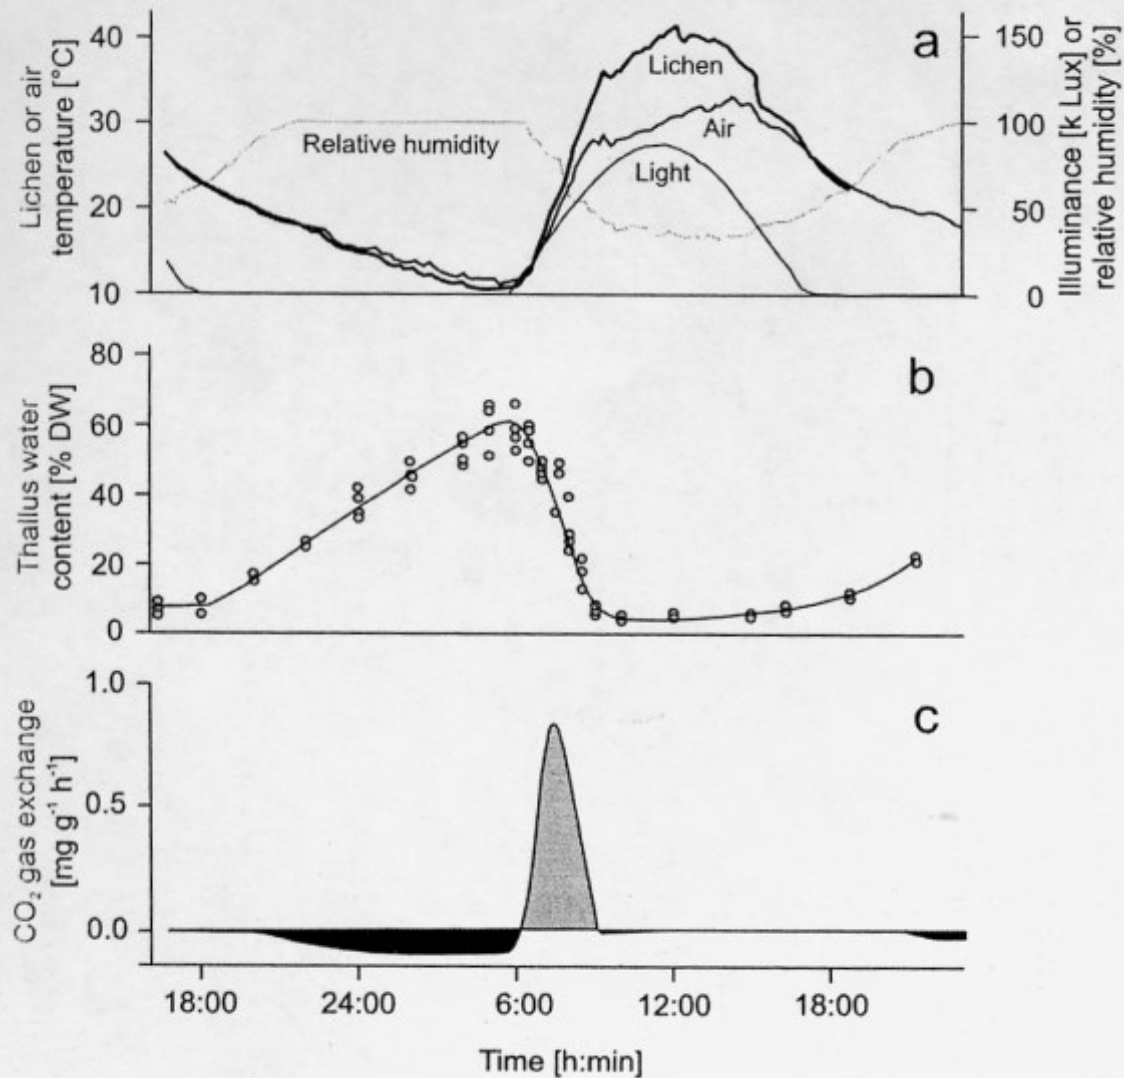 Lichen or air
temperature [°C]
40
30
20
10
a
Lichen
Air
Light
Relative humidity
150
100
50
0
Illuminance [k Lux] or
relative humidity [%]
Thallus water
content [% DW]
80
60
40
20
0
b
CO₂ gas exchange
[mg g⁻¹ h⁻¹]
1.0
0.5
0.0
c
18:00 24:00 6:00 12:00 18:00
Time [h:min]